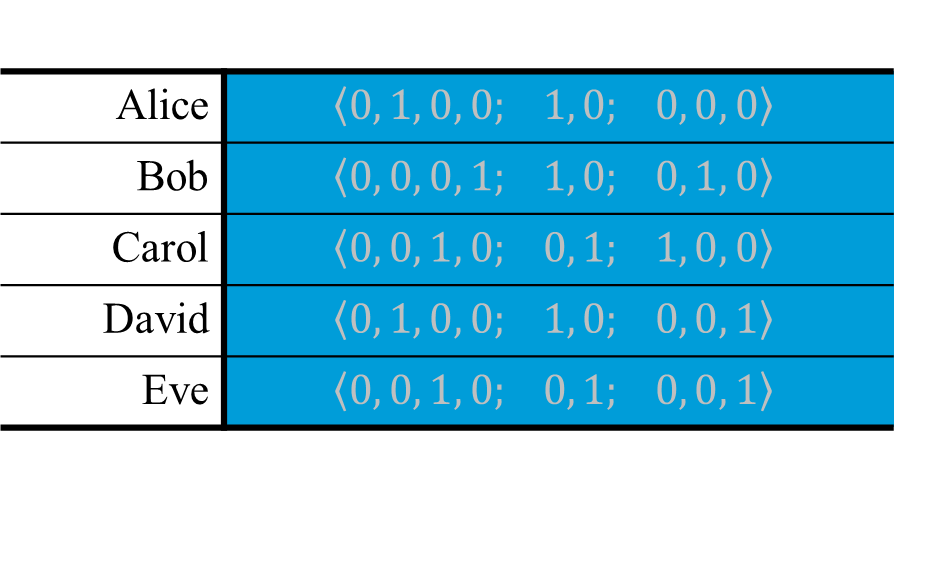 Alice ⟨0, 1, 0, 0; 1, 0; 0, 0, 0⟩
Bob ⟨0, 0, 0, 1; 1, 0; 0, 1, 0⟩
Carol ⟨0, 0, 1, 0; 0, 1; 1, 0, 0⟩
David ⟨0, 1, 0, 0; 1, 0; 0, 0, 1⟩
Eve ⟨0, 0, 1, 0; 0, 1; 0, 0, 1⟩